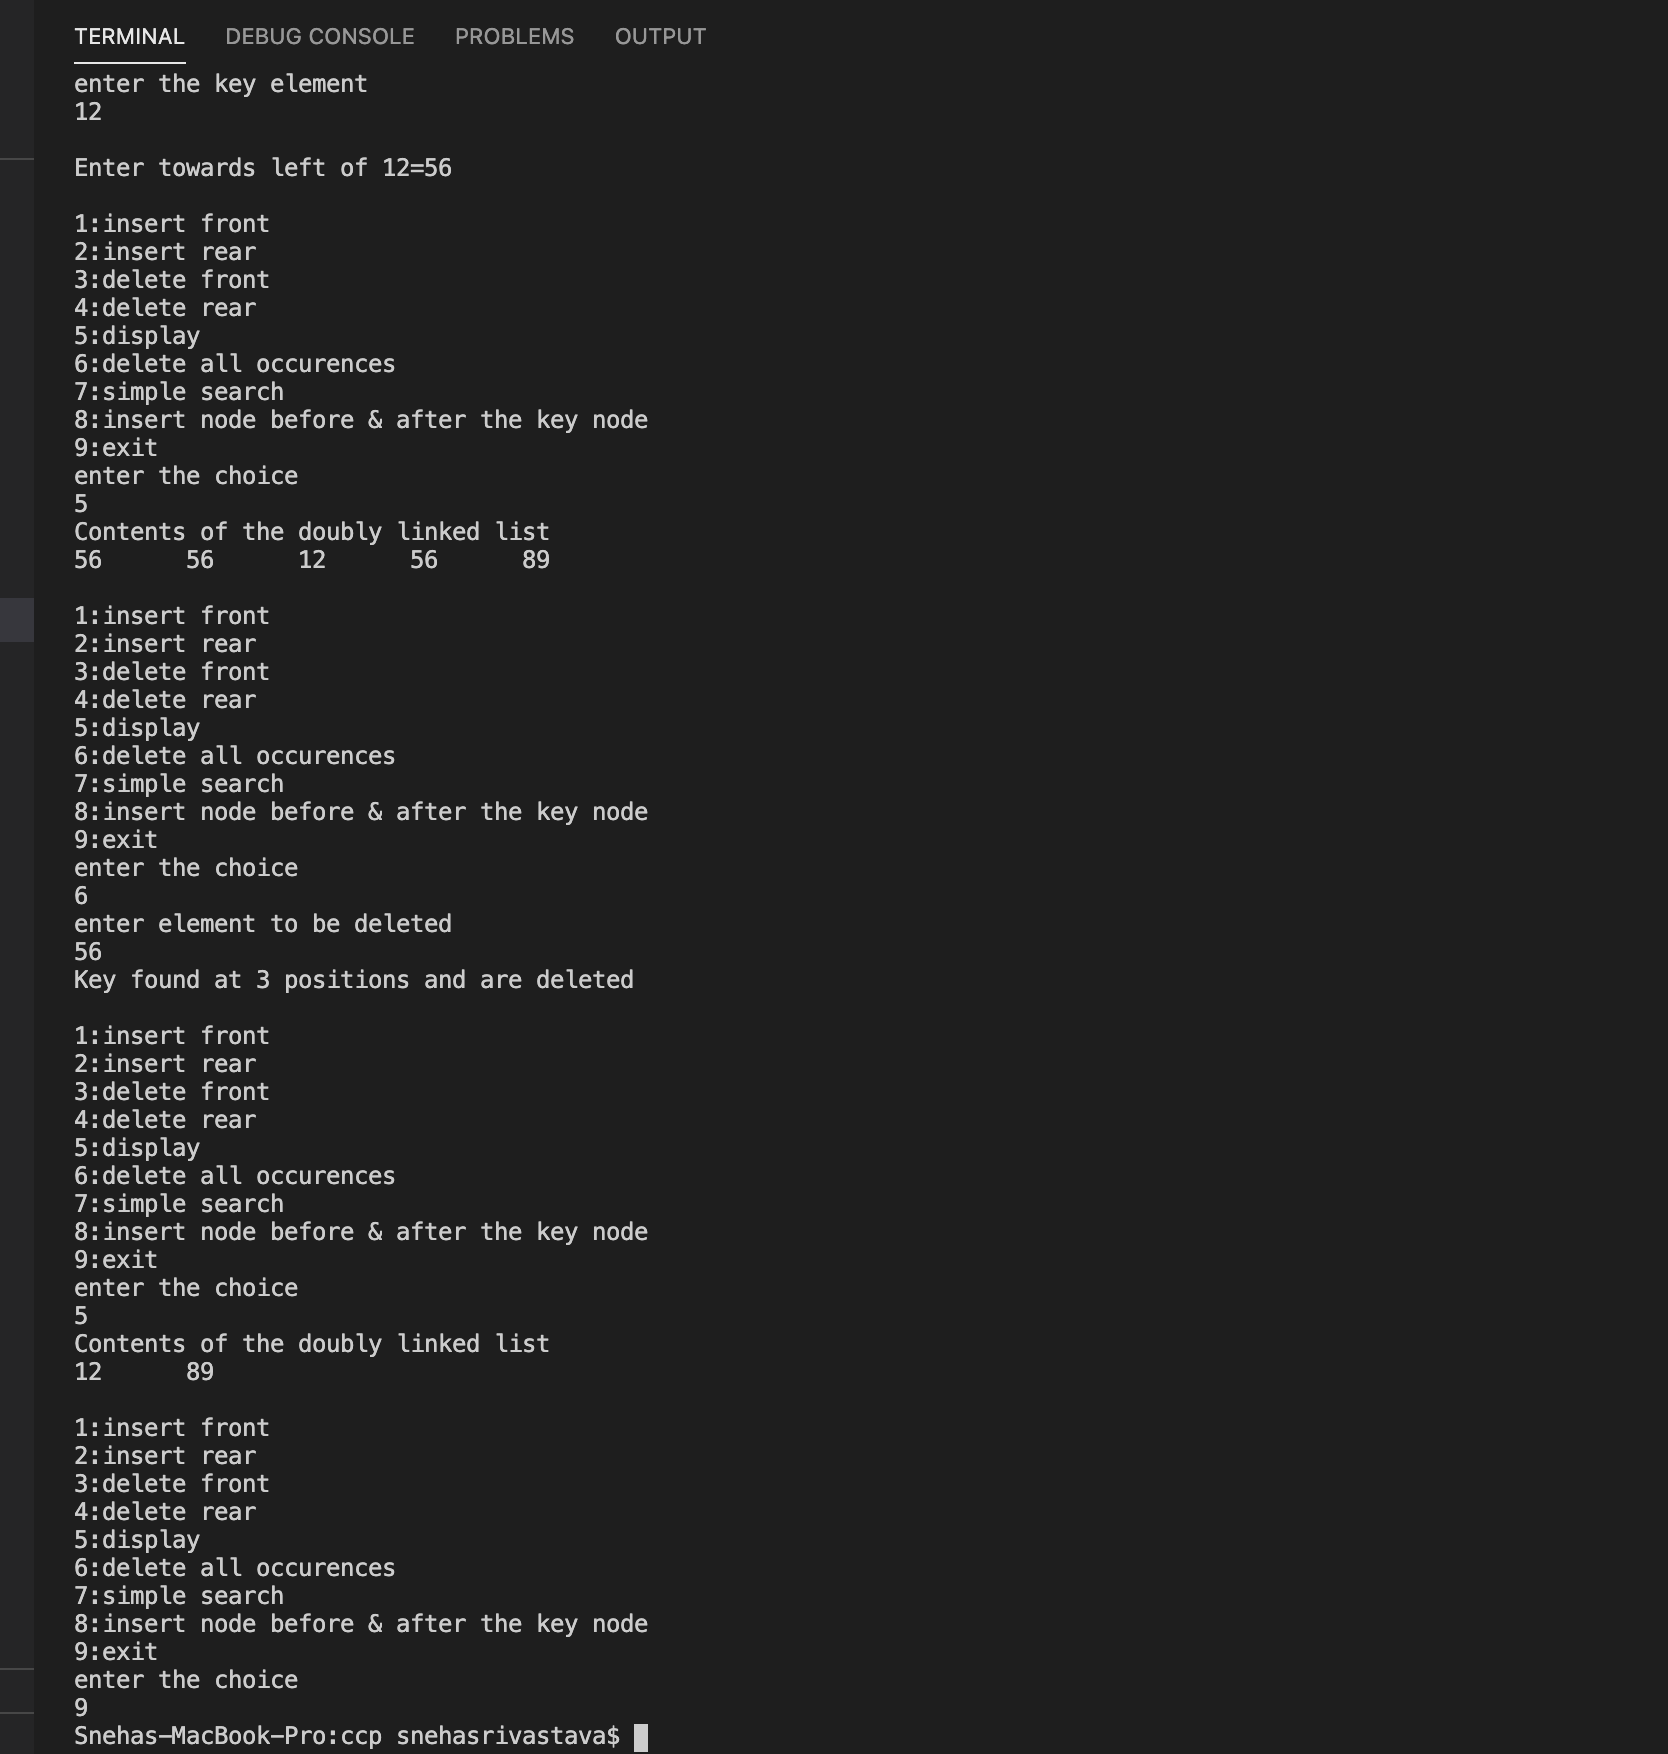 TERMINAL DEBUG CONSOLE PROBLEMS OUTPUT
enter the key element
12
Enter towards left of 12=56
1:insert front
2:insert rear
3:delete front
4:delete rear
5:display
6:delete all occurences
7:simple search
8:insert node before & after the key node
9:exit
enter the choice
5
Contents of the doubly linked list
56 56 12 56 89
1:insert front
2:insert rear
3:delete front
4:delete rear
5:display
6:delete all occurences
7:simple search
8:insert node before & after the key node
9:exit
enter the choice
6
enter element to be deleted
56
Key found at 3 positions and are deleted
1:insert front
2:insert rear
3:delete front
4:delete rear
5:display
6:delete all occurences
7:simple search
8:insert node before & after the key node
9:exit
enter the choice
5
Contents of the doubly linked list
12 89
1:insert front
2:insert rear
3:delete front
4:delete rear
5:display
6:delete all occurences
7:simple search
8:insert node before & after the key node
9:exit
enter the choice
9
Snehas-MacBook-Pro:ccp snehasrivastava$